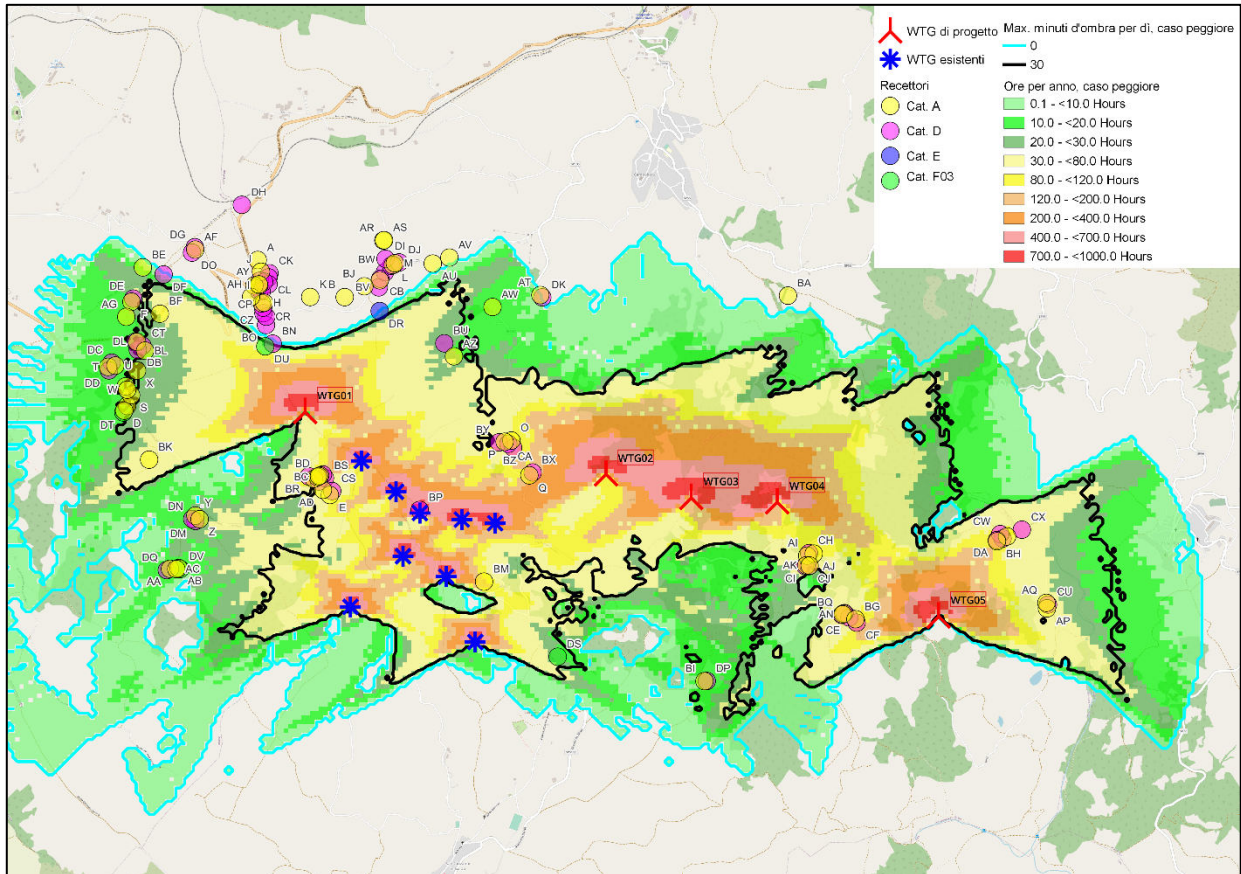 WTG di progetto
WTG esistenti
Recettori
Cat. A
Cat. D
Cat. E
Cat. F03
Max. minuti d'ombra per dì, caso peggiore
0
30
Ore per anno, caso peggiore
0.1 - <10.0 Hours
10.0 - <20.0 Hours
20.0 - <30.0 Hours
30.0 - <80.0 Hours
80.0 - <120.0 Hours
120.0 - <200.0 Hours
200.0 - <400.0 Hours
400.0 - <700.0 Hours
700.0 - <1000.0 Hours
DH
DG
AF
DO
BE
DF
DE
AG
F
BF
A
J
AY
CK
AH
CL
CP
H
CZ
CR
BN
BO
DU
AR
AS
DI
DJ
BW
M
L
BJ
BV
CB
K
B
DR
AV
AU
AW
AT
DK
BA
BU
AZ
CT
DL
BL
DC
DB
T
U
DD
X
W
S
D
DT
BK
WTG01
BD
BS
BC
CS
BR
AD
E
BP
BY
O
P
CA
BZ
BX
Q
WTG02
WTG03
WTG04
DN
Y
DM
Z
DQ
DV
AC
AA
AB
BM
DS
AI
CH
AK
AJ
CI
CJ
CW
CX
DA
BH
BQ
BG
AN
CE
CF
WTG05
AQ
CU
AP
BI
DP